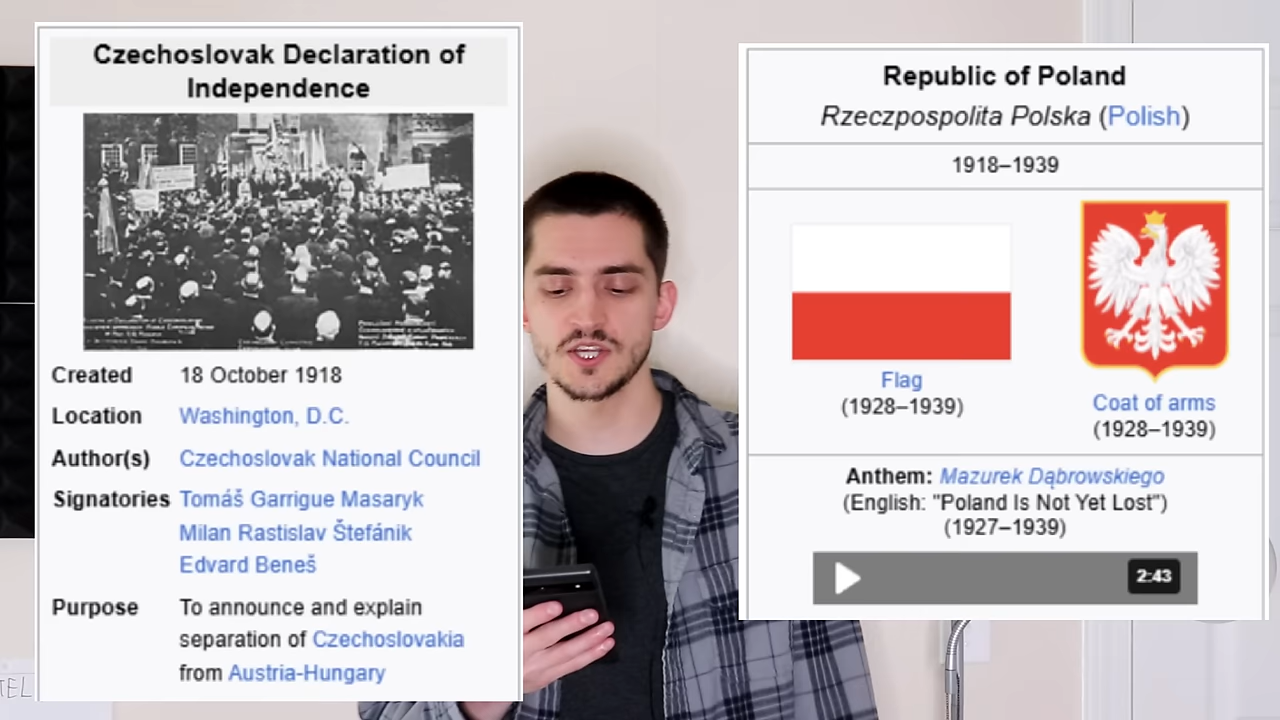 Czechoslovak Declaration of
Independence
Created 18 October 1918
Location Washington, D.C.
Author(s) Czechoslovak National Council
Signatories Tomáš Garrigue Masaryk
Milan Rastislav Štefánik
Edvard Beneš
Purpose To announce and explain
separation of Czechoslovakia
from Austria-Hungary
Republic of Poland
Rzeczpospolita Polska (Polish)
1918–1939
Flag
(1928–1939)
Coat of arms
(1928–1939)
Anthem: Mazurek Dąbrowskiego
(English: "Poland Is Not Yet Lost")
(1927–1939)
2:43
TEL